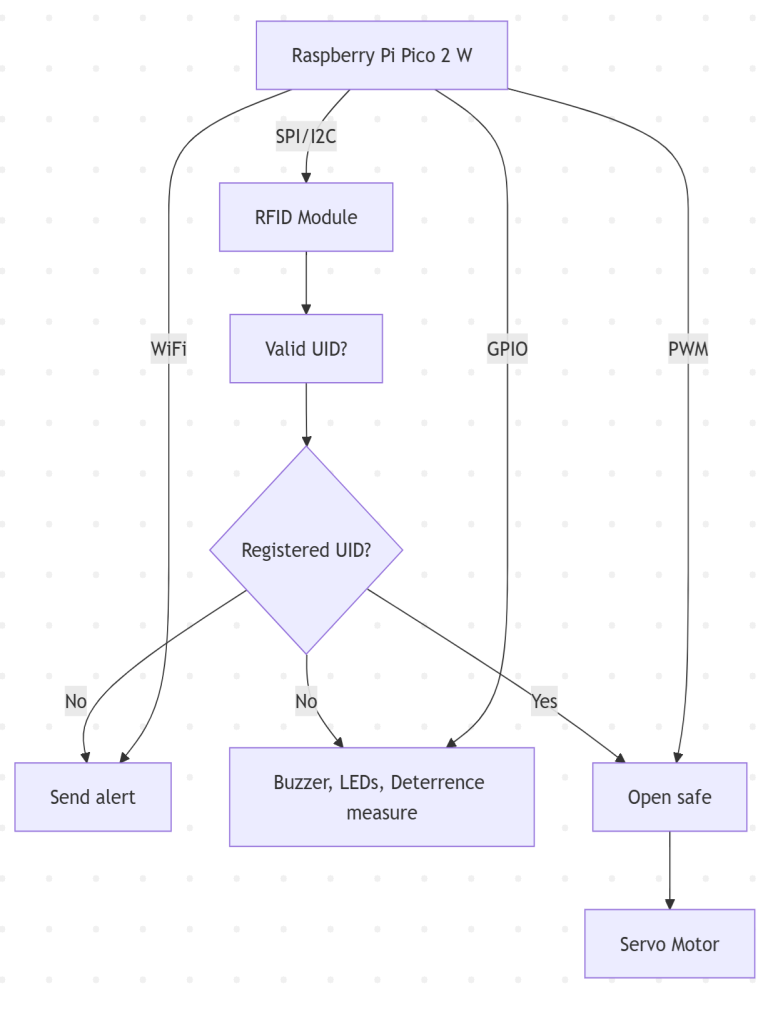 Raspberry Pi Pico 2 W
SPI/I2C
RFID Module
WiFi
Valid UID?
GPIO
PWM
Registered UID?
No
No
Yes
Send alert
Buzzer, LEDs, Deterrence
measure
Open safe
Servo Motor